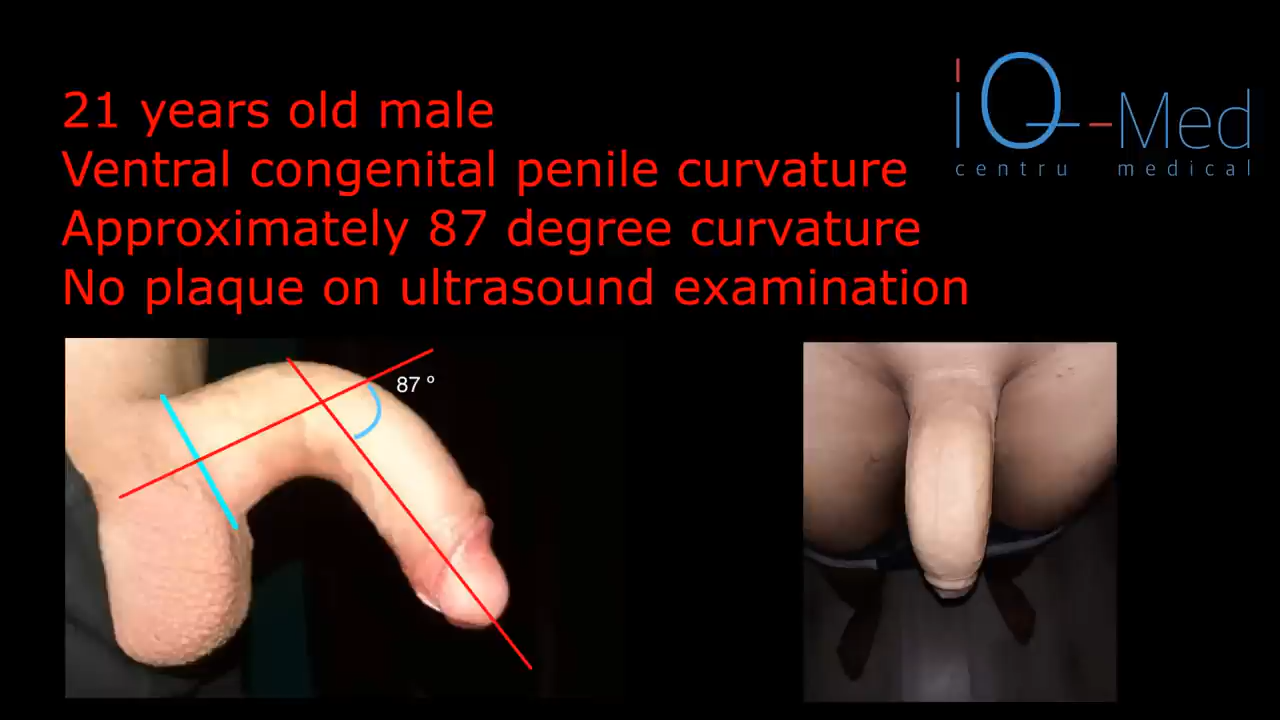 21 years old male
Ventral congenital penile curvature
Approximately 87 degree curvature
No plaque on ultrasound examination
iQ-Med
centru medical
87 º